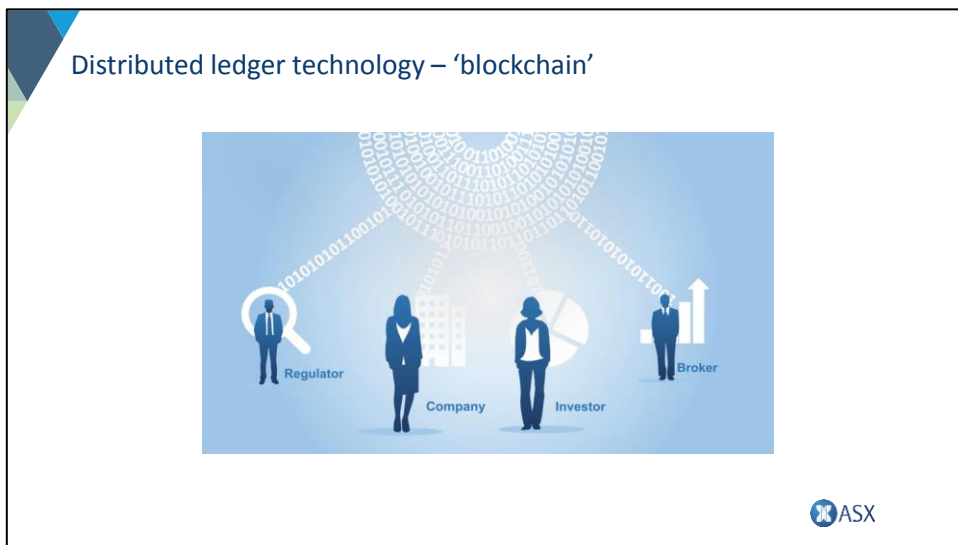 Distributed ledger technology – ‘blockchain’
Regulator
Company
Investor
Broker
ASX